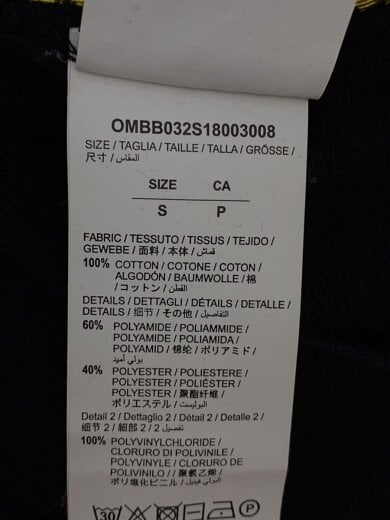 OMBB032S18003008
SIZE / TAGLIA / TAILLE / TALLA / GRÖSSE /
尺寸 / المقاس /
SIZE CA
S P
FABRIC / TESSUTO / TISSUS / TEJIDO /
GEWEBE / 面料 / 本体 / قماش /
100% COTTON / COTONE / COTON /
ALGODÓN / BAUMWOLLE / 棉
/ コットン / القطن /
DETAILS / DETTAGLI / DÉTAILS / DETALLE /
DETAILS / 细节 / その他 / التفاصيل /
60% POLYAMIDE / POLIAMMIDE /
POLYAMIDE / POLIAMIDA /
POLYAMID / 锦纶 / ポリアミド /
بولي أميد
40% POLYESTER / POLIESTERE /
POLYESTER / POLIÉSTER /
POLYESTER / 聚酯纤维 /
ポリエステル / البوليستر /
Detail 2 / Dettaglio 2 / Détail 2 / Detalle 2 /
细节 2 / 細部 2 / 2 تفصيل /
100% POLYVINYLCHLORIDE /
CLORURO DI POLIVINILE /
POLYVINYLE / CLORURO DE
POLIVINILO / / 聚氯乙烯 /
ポリ塩化ビニル / البولي فينيل /
30 P